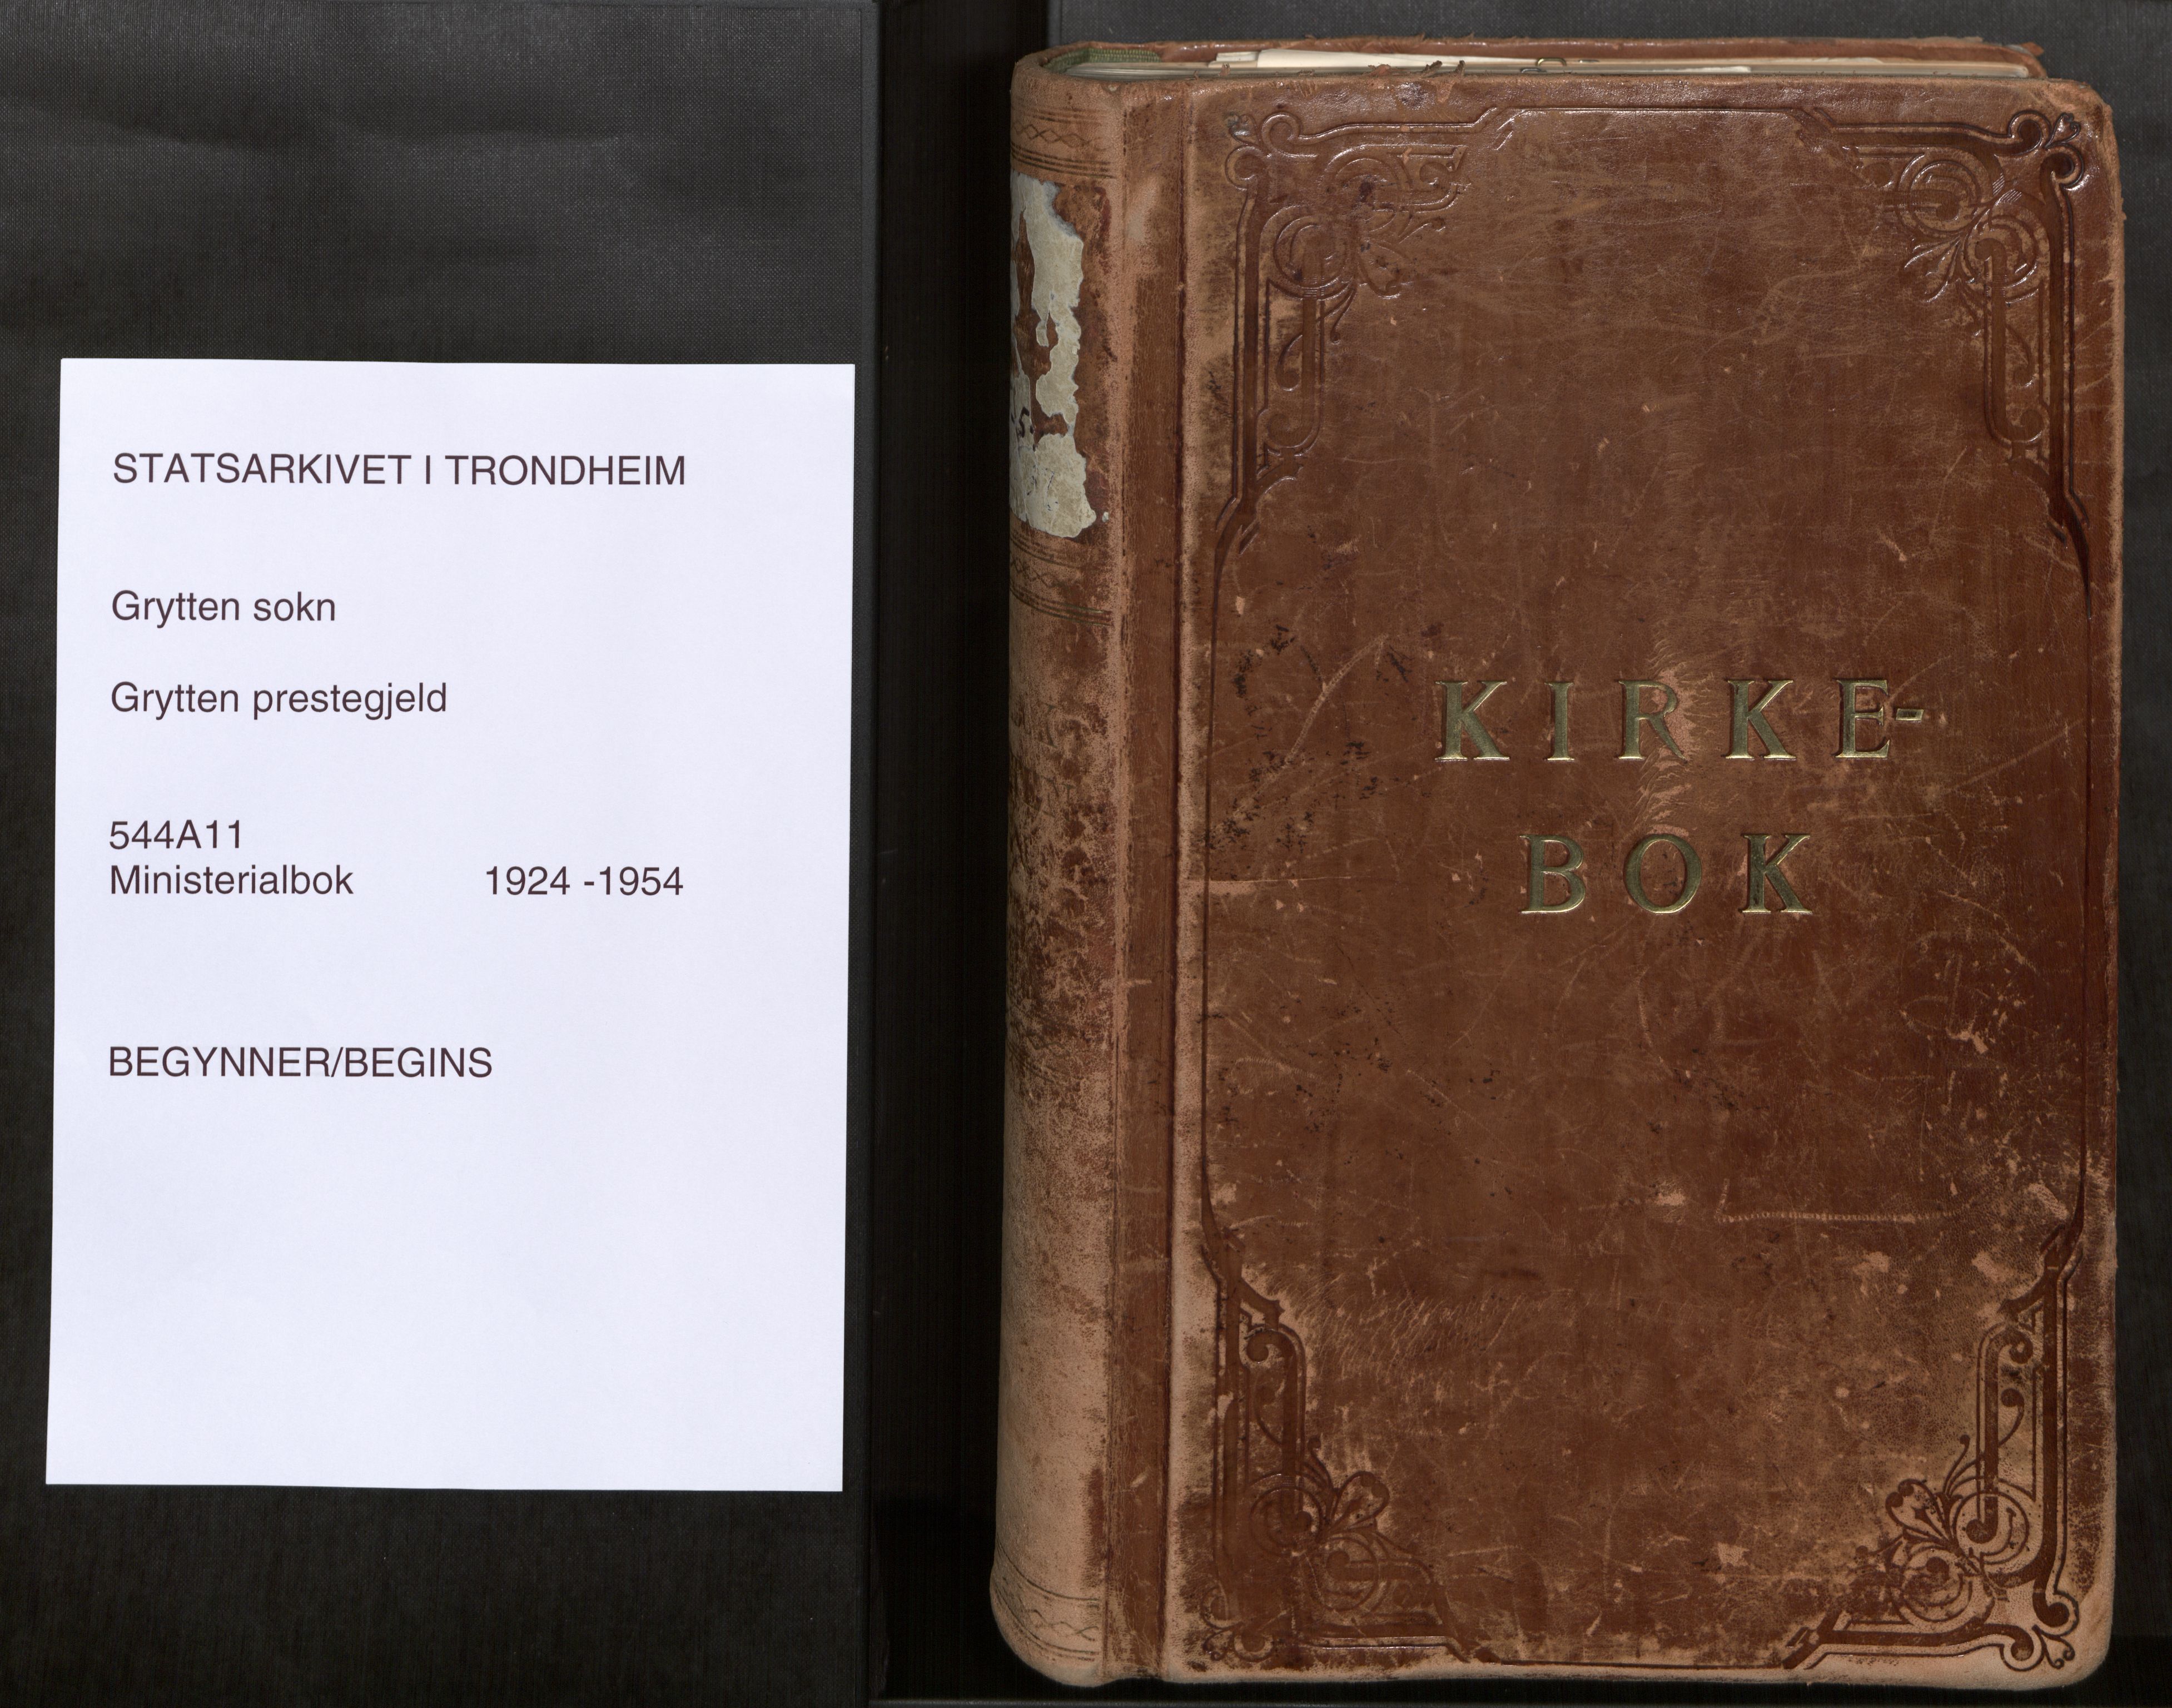 STATSARKIVET I TRONDHEIM
Grytten sokn
Grytten prestegjeld
544A11
Ministerialbok 1924 -1954
BEGYNNER/BEGINS
KIRKE-
BOK